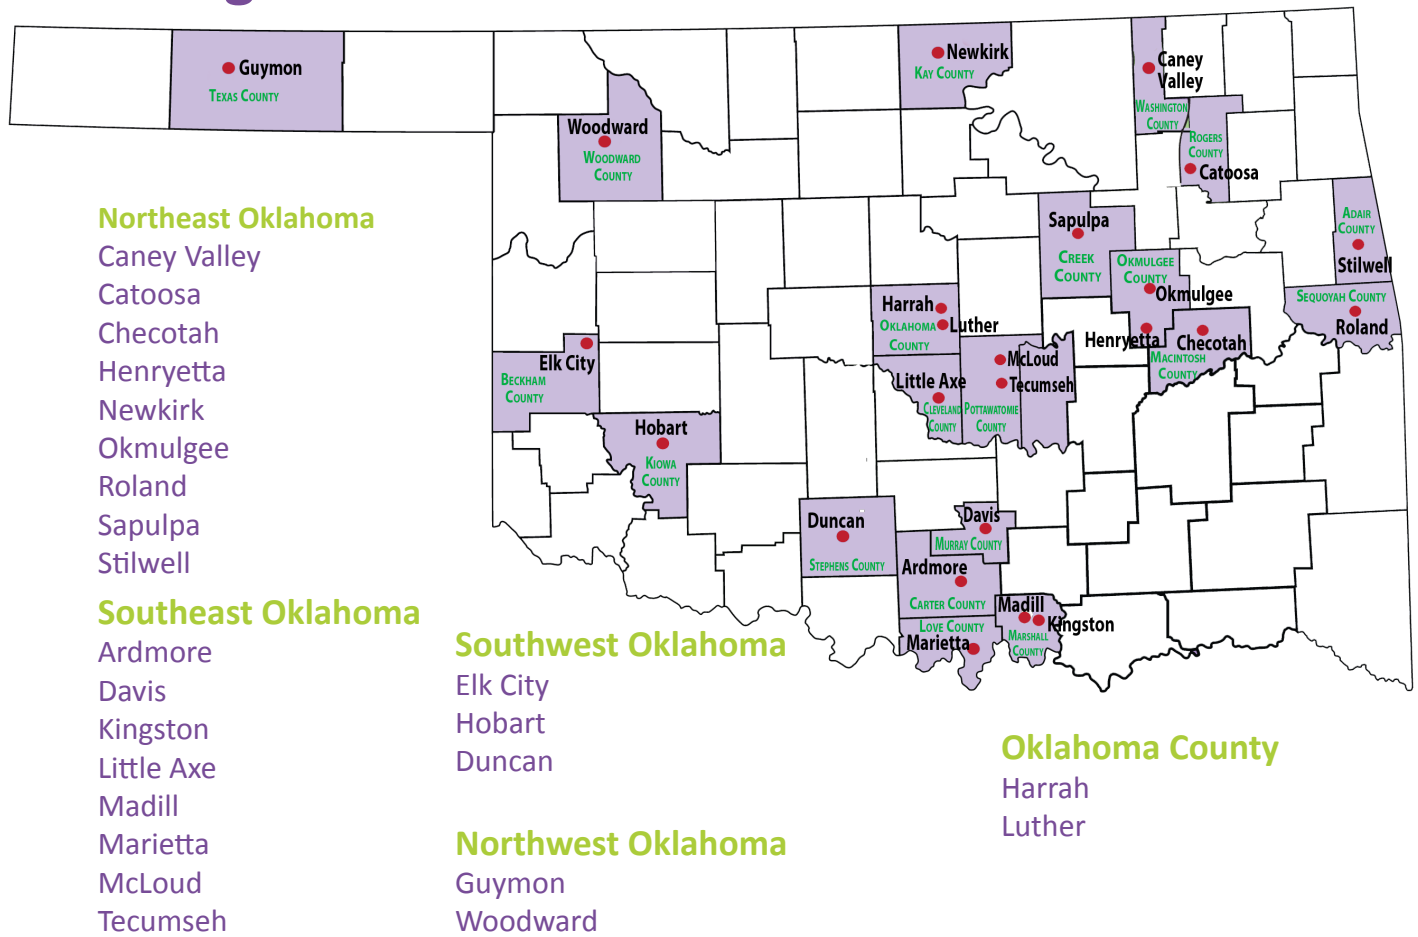 Guymon
Texas County
Woodward
Woodward
County
Newkirk
Kay County
Caney
Valley
Washington
County
Rogers
County
Catoosa
Adair
County
Stilwell
Sequoyah County
Roland
Sapulpa
Creek
County
Okmulgee
County
Okmulgee
Henryetta
Checotah
Macintosh
County
Harrah
Luther
Oklahoma
County
McLoud
Tecumseh
Pottawatomie
County
Little Axe
Cleveland
County
Elk City
Beckham
County
Hobart
Kiowa
County
Duncan
Stephens County
Davis
Murray County
Ardmore
Carter County
Love County
Marietta
Madill
Kingston
Marshall
County
Northeast Oklahoma
Caney Valley
Catoosa
Checotah
Henryetta
Newkirk
Okmulgee
Roland
Sapulpa
Stilwell
Southeast Oklahoma
Ardmore
Davis
Kingston
Little Axe
Madill
Marietta
McLoud
Tecumseh
Southwest Oklahoma
Elk City
Hobart
Duncan
Northwest Oklahoma
Guymon
Woodward
Oklahoma County
Harrah
Luther